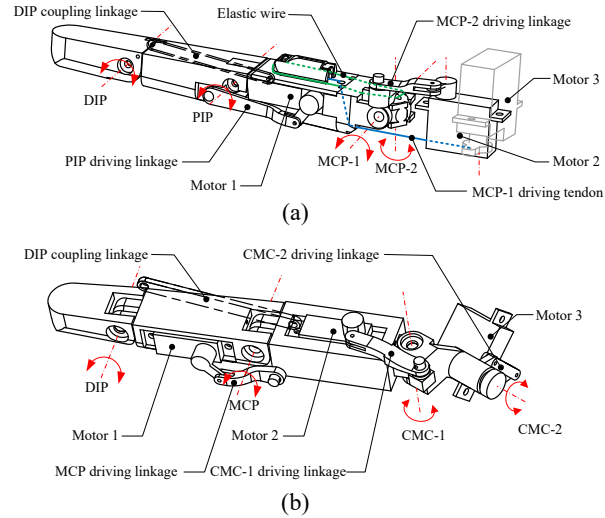 DIP coupling linkage
Elastic wire
MCP-2 driving linkage
Motor 3
DIP
PIP
PIP driving linkage
Motor 1
MCP-1
MCP-2
Motor 2
MCP-1 driving tendon
(a)
DIP coupling linkage
CMC-2 driving linkage
Motor 3
DIP
Motor 1
MCP
Motor 2
CMC-1
CMC-2
MCP driving linkage
CMC-1 driving linkage
(b)